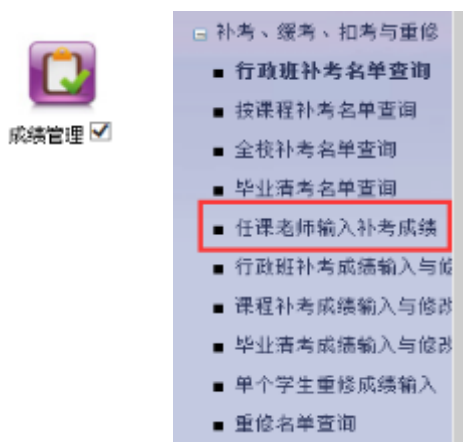 成绩管理
补考、缓考、扣考与重修
行政班补考名单查询
按课程补考名单查询
全校补考名单查询
毕业清考名单查询
任课老师输入补考成绩
行政班补考成绩输入与修
课程补考成绩输入与修改
毕业清考成绩输入与修改
单个学生重修成绩输入
重修名单查询